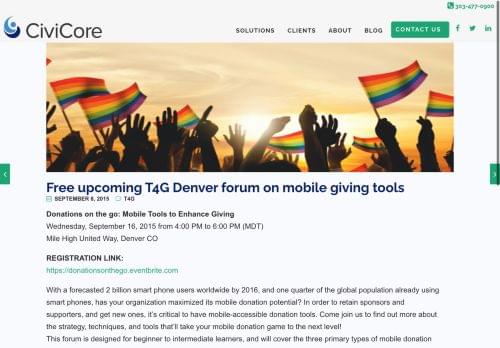 303-477-0900
CiviCore
SOLUTIONS CLIENTS ABOUT BLOG CONTACT US
Free upcoming T4G Denver forum on mobile giving tools
SEPTEMBER 8, 2015 T4G
Donations on the go: Mobile Tools to Enhance Giving
Wednesday, September 16, 2015 from 4:00 PM to 6:00 PM (MDT)
Mile High United Way, Denver CO
REGISTRATION LINK:
https://donationsonthego.eventbrite.com
With a forecasted 2 billion smart phone users worldwide by 2016, and one quarter of the global population already using
smart phones, has your organization maximized its mobile donation potential? In order to retain sponsors and
supporters, and get new ones, it's critical to have mobile-accessible donation tools. Come join us to find out more about
the strategy, techniques, and tools that'll take your mobile donation game to the next level!
This forum is designed for beginner to intermediate learners, and will cover the three primary types of mobile donation